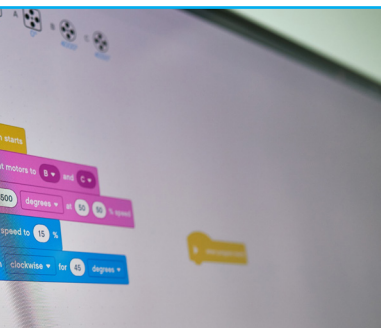 A B C
n starts
t motors to B and C
500 degrees at 50 50 % speed
speed to 15 %
clockwise for 45 degrees